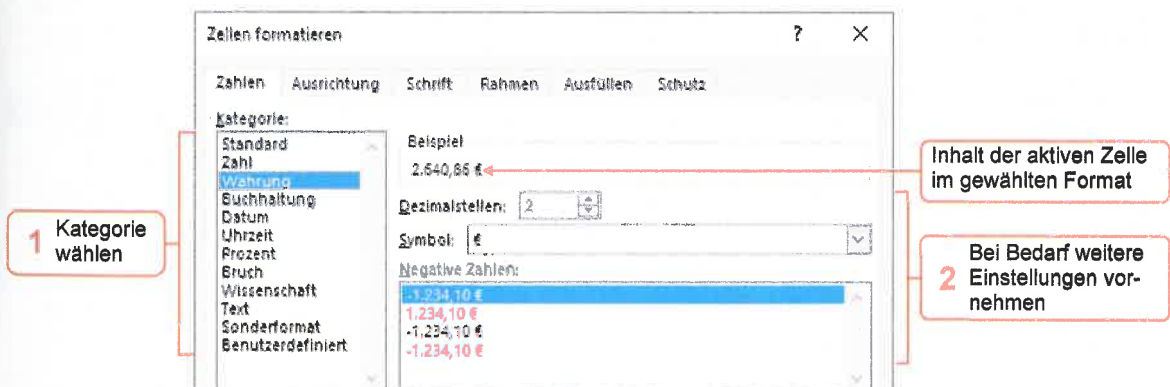 Zellen formatieren ? ×
Zahlen Ausrichtung Schrift Rahmen Ausfüllen Schutz
Kategorie:
Standard
Zahl
Währung
Buchhaltung
Datum
Uhrzeit
Prozent
Bruch
Wissenschaft
Text
Sonderformat
Benutzerdefiniert
1 Kategorie
wählen
Beispiel
2.640,86 €
Dezimalstellen: 2
Symbol: €
Negative Zahlen:
-1.234,10 €
1.234,10 €
-1.234,10 €
-1.234,10 €
Inhalt der aktiven Zelle
im gewählten Format
2 Bei Bedarf weitere
Einstellungen vor-
nehmen